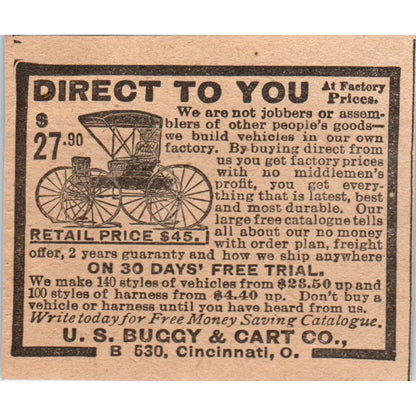 DIRECT TO YOU At Factory Prices.
$27.90
We are not jobbers or assem-
blers of other people's goods—
we build vehicles in our own
factory. By buying direct from
us you get factory prices
with no middlemen's
profit, you get every-
thing that is latest, best
and most durable. Our
large free catalogue tells
RETAIL PRICE $45.
all about our no money
with order plan, freight
offer, 2 years guranty and how we ship anywhere
ON 30 DAYS' FREE TRIAL.
We make 140 styles of vehicles from $23.50 up and
100 styles of harness from $4.40 up. Don't buy a
vehicle or harness until you have heard from us.
Write today for Free Money Saving Catalogue.
U. S. BUGGY & CART CO.,
B 530, Cincinnati, O.